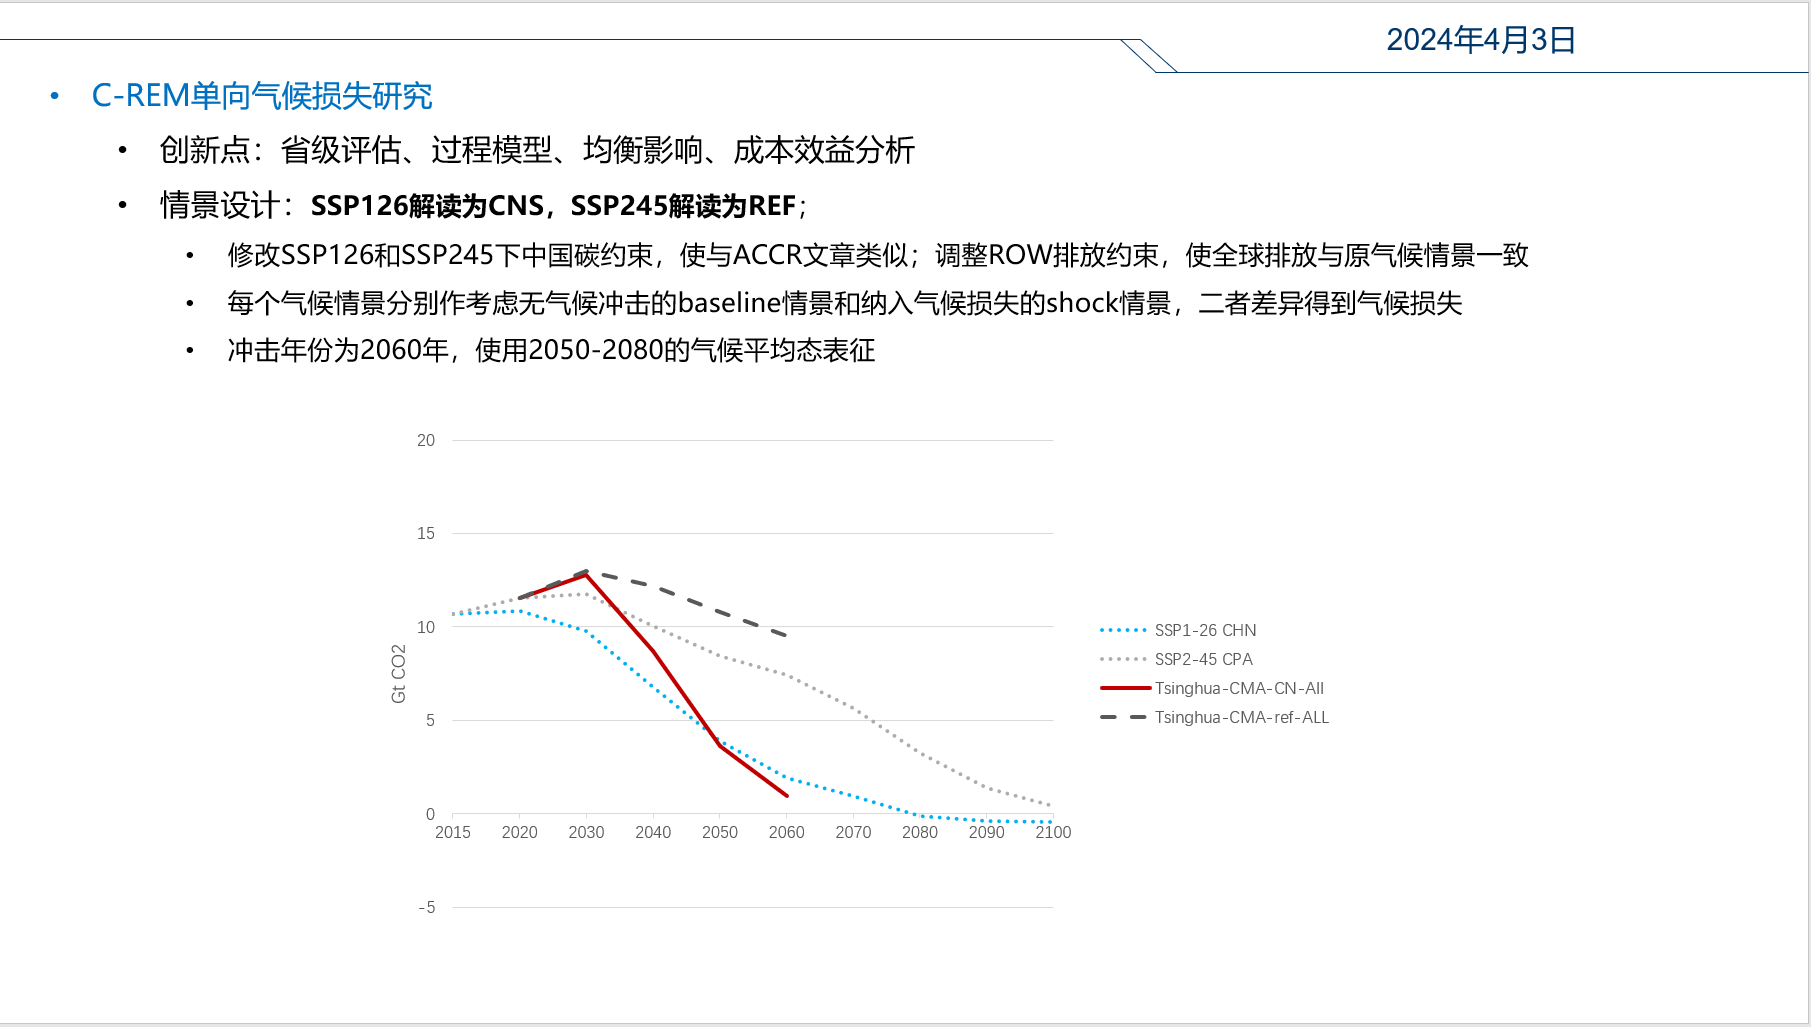 2024年4月3日
• C-REM单向气候损失研究
• 创新点：省级评估、过程模型、均衡影响、成本效益分析
• 情景设计：SSP126解读为CNS，SSP245解读为REF；
• 修改SSP126和SSP245下中国碳约束，使与ACCR文章类似；调整ROW排放约束，使全球排放与原气候情景一致
• 每个气候情景分别作考虑无气候冲击的baseline情景和纳入气候损失的shock情景，二者差异得到气候损失
• 冲击年份为2060年，使用2050-2080的气候平均态表征
20
15
10
5
0
-5
Gt CO2
2015 2020 2030 2040 2050 2060 2070 2080 2090 2100
SSP1-26 CHN
SSP2-45 CPA
Tsinghua-CMA-CN-All
Tsinghua-CMA-ref-ALL